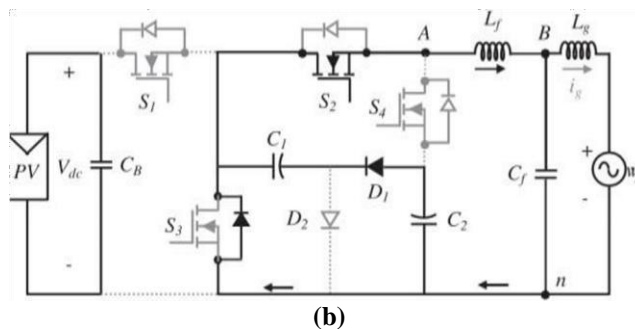 A
L_f
B
L_g
S_1
S_2
S_4
i_g
+
+
C_1
PV
V_dc
C_B
C_f
D_1
S_3
D_2
C_2
-
-
n
(b)